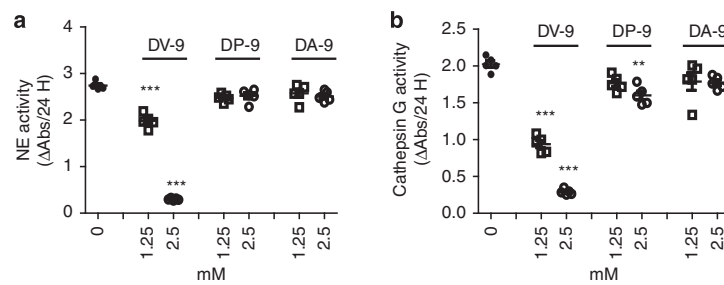 a
DV-9 DP-9 DA-9
NE activity
(ΔAbs/24 H)
4
3
2
1
0
***
***
0 1.25 2.5 1.25 2.5 1.25 2.5
mM
b
DV-9 DP-9 DA-9
Cathepsin G activity
(ΔAbs/24 H)
2.5
2.0
1.5
1.0
0.5
0.0
***
***
**
0 1.25 2.5 1.25 2.5 1.25 2.5
mM